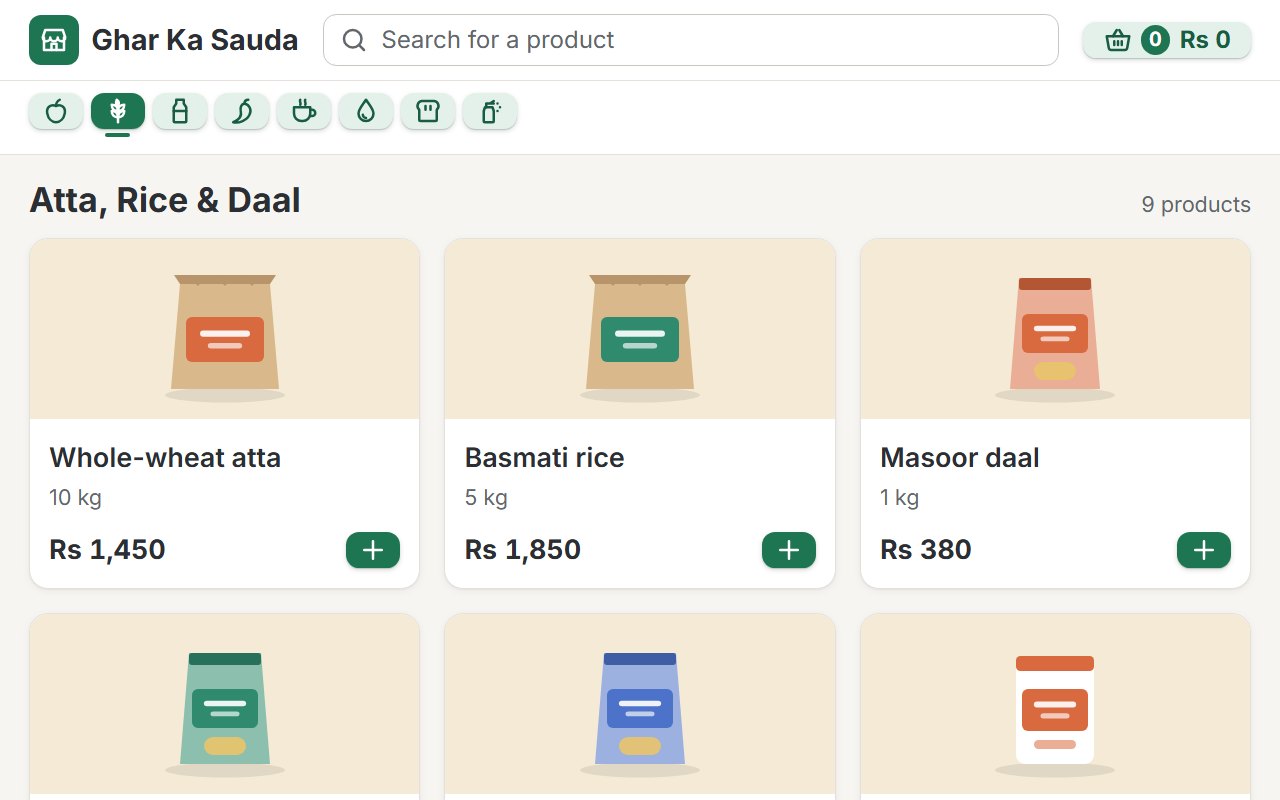 Ghar Ka Sauda
Search for a product
0 Rs 0
Atta, Rice & Daal
9 products
Whole-wheat atta
10 kg
Rs 1,450
Basmati rice
5 kg
Rs 1,850
Masoor daal
1 kg
Rs 380